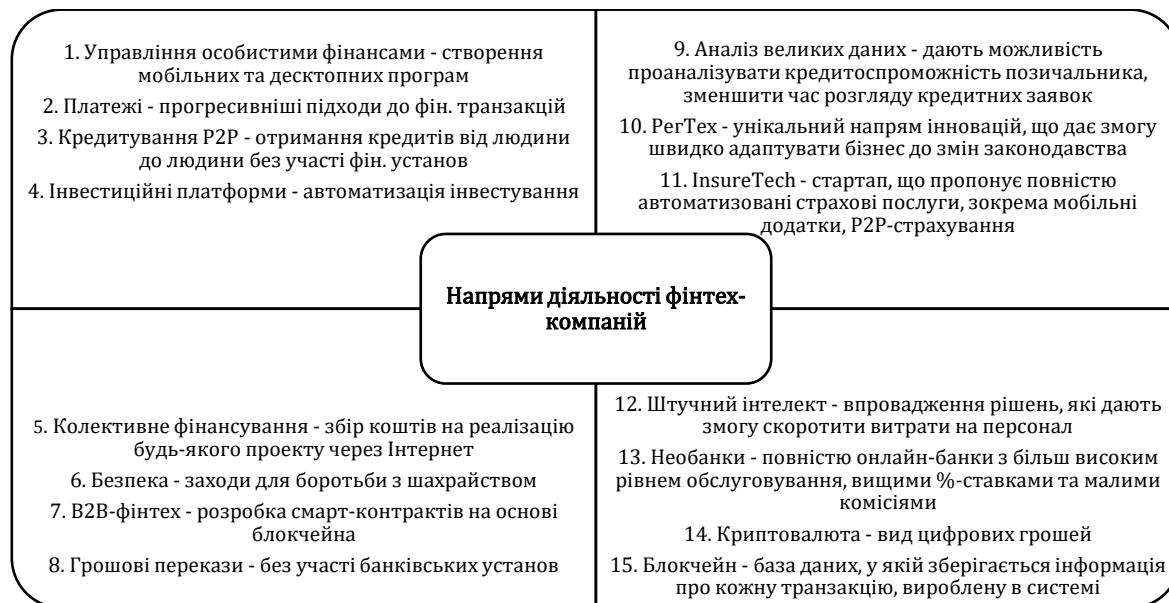 1. Управління особистими фінансами - створення
мобільних та десктопних програм
2. Платежі - прогресивніші підходи до фін. транзакцій
3. Кредитування P2P - отримання кредитів від людини
до людини без участі фін. установ
4. Інвестиційні платформи - автоматизація інвестування
9. Аналіз великих даних - дають можливість
проаналізувати кредитоспроможність позичальника,
зменшити час розгляду кредитних заявок
10. РегТех - унікальний напрям інновацій, що дає змогу
швидко адаптувати бізнес до змін законодавства
11. InsureTech - стартап, що пропонує повністю
автоматизовані страхові послуги, зокрема мобільні
додатки, P2P-страхування
Напрями діяльності фінтех-
компаній
5. Колективне фінансування - збір коштів на реалізацію
будь-якого проекту через Інтернет
6. Безпека - заходи для боротьби з шахрайством
7. B2B-фінтех - розробка смарт-контрактів на основі
блокчейна
8. Грошові перекази - без участі банківських установ
12. Штучний інтелект - впровадження рішень, які дають
змогу скоротити витрати на персонал
13. Необанки - повністю онлайн-банки з більш високим
рівнем обслуговування, вищими %-ставками та малими
комісіями
14. Криптовалюта - вид цифрових грошей
15. Блокчейн - база даних, у якій зберігається інформація
про кожну транзакцію, вироблену в системі